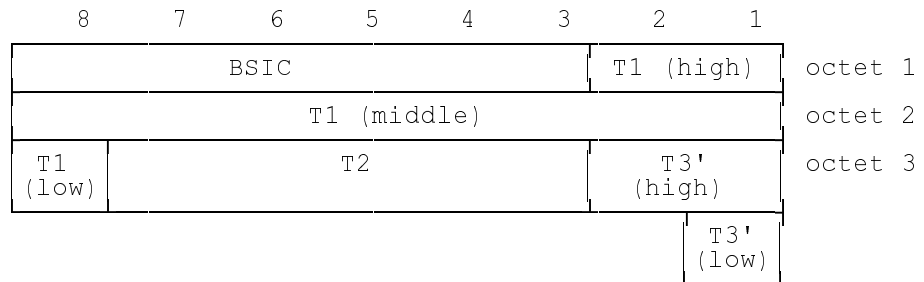 8 7 6 5 4 3 2 1
BSIC T1 (high) octet 1
T1 (middle) octet 2
T1 T2 T3' octet 3
(low) (high)
T3'
(low)